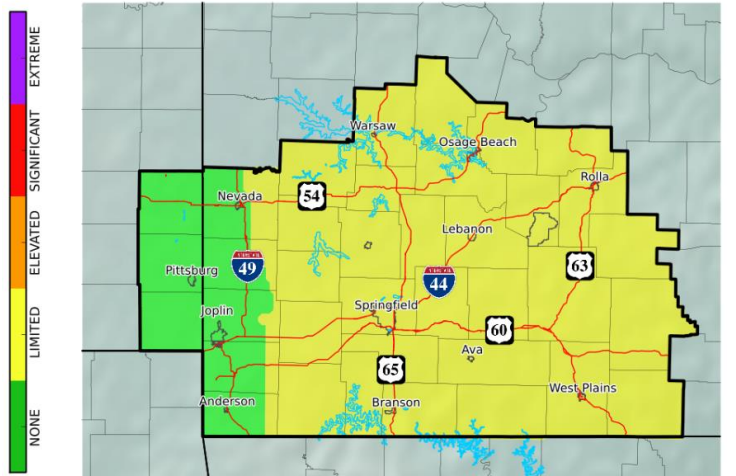 EXTREME
SIGNIFICANT
ELEVATED
LIMITED
NONE
Warsaw
Osage Beach
Rolla
Nevada
54
Lebanon
Pittsburg
49
63
44
Joplin
Springfield
60
Ava
65
West Plains
Anderson
Branson